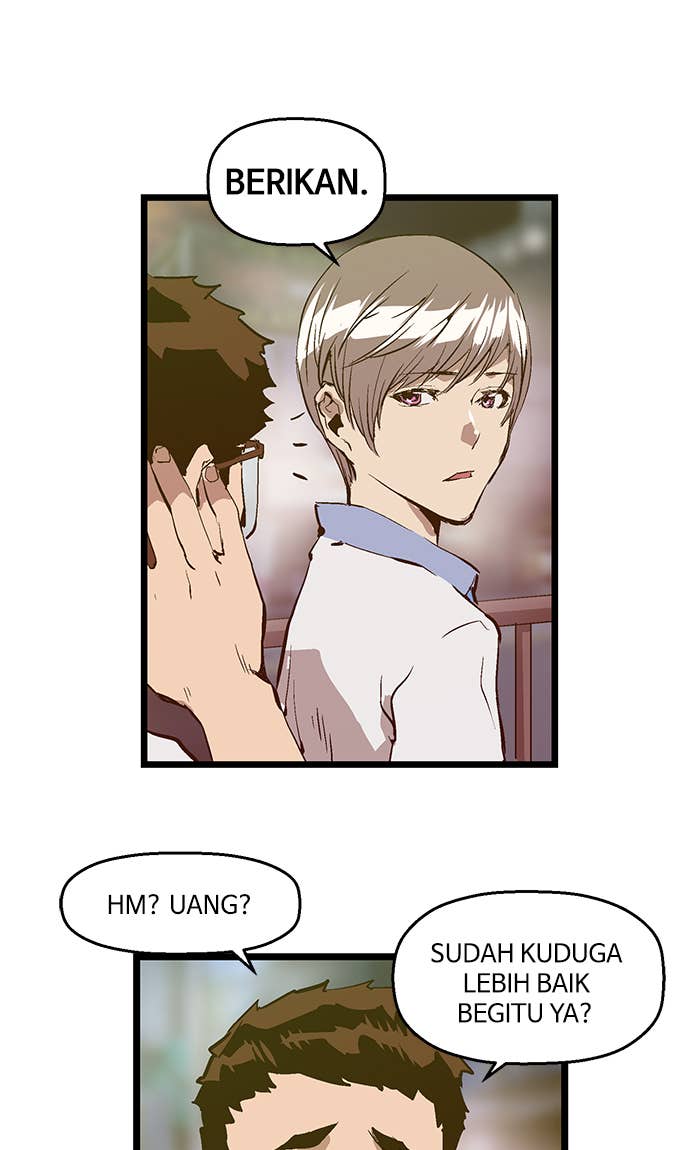 BERIKAN.
HM? UANG?
SUDAH KUDUGA
LEBIH BAIK
BEGITU YA?